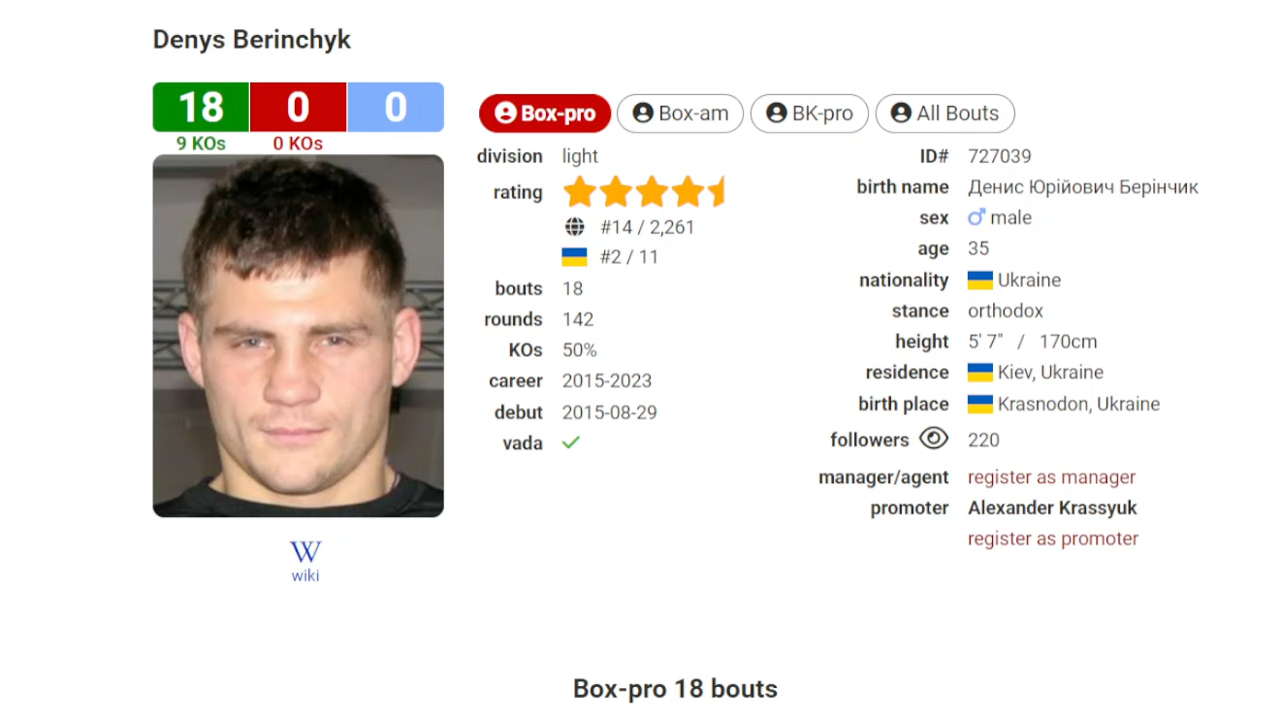 Denys Berinchyk
18 0 0
9 KOs 0 KOs
Box-pro Box-am BK-pro All Bouts
division light
rating
#14 / 2,261
#2 / 11
bouts 18
rounds 142
KOs 50%
career 2015-2023
debut 2015-08-29
vada
ID# 727039
birth name Денис Юрійович Берінчик
sex male
age 35
nationality Ukraine
stance orthodox
height 5' 7" / 170cm
residence Kiev, Ukraine
birth place Krasnodon, Ukraine
followers 220
manager/agent register as manager
promoter Alexander Krassyuk
register as promoter
W
wiki
Box-pro 18 bouts